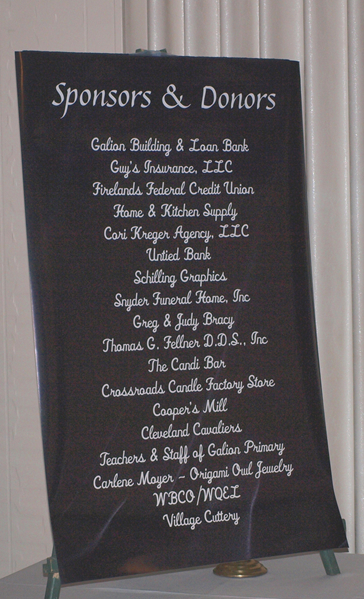 Sponsors & Donors
Galion Building & Loan Bank
Guy's Insurance, LLC
Firelands Federal Credit Union
Home & Kitchen Supply
Cori Kreger Agency, LLC
Untied Bank
Schilling Graphics
Snyder Funeral Home, Inc
Greg & Judy Bracy
Thomas G. Fellner D.D.S., Inc
The Candi Bar
Crossroads Candle Factory Store
Cooper's Mill
Cleveland Cavaliers
Teachers & Staff of Galion Primary
Carlene Moyer - Origami Owl Jewelry
WBCO/WQEL
Village Cuttery